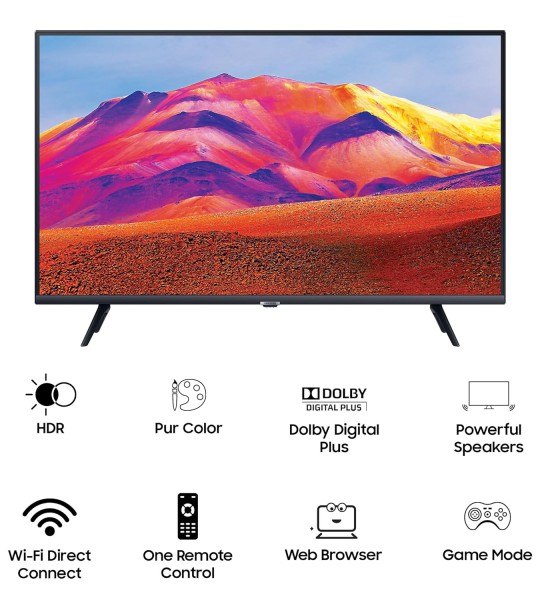 HDR
Pur Color
DOLBY
DIGITAL PLUS
Dolby Digital
Plus
Powerful
Speakers
Wi-Fi Direct
Connect
One Remote
Control
Web Browser
Game Mode